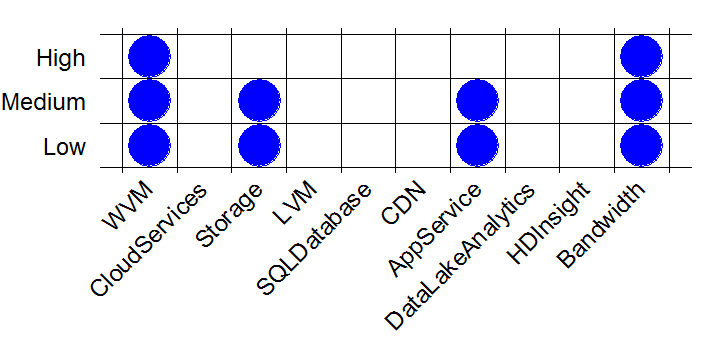 High
Medium
Low
WVM
CloudServices
Storage
LVM
SQLDatabase
CDN
AppService
DataLakeAnalytics
HDInsight
Bandwidth